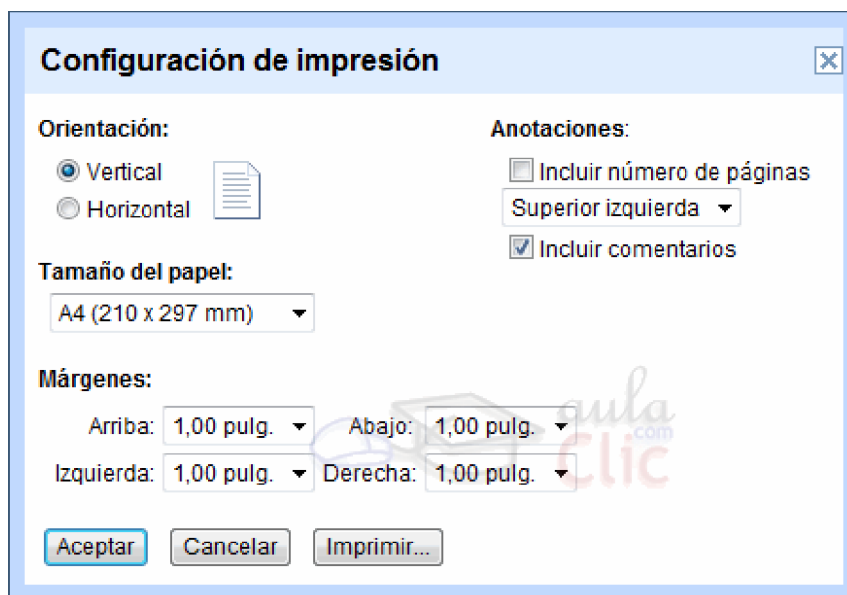 Configuración de impresión
Orientación:
Vertical
Horizontal
Anotaciones:
Incluir número de páginas
Superior izquierda
Incluir comentarios
Tamaño del papel:
A4 (210 x 297 mm)
Márgenes:
Arriba: 1,00 pulg. Abajo: 1,00 pulg.
Izquierda: 1,00 pulg. Derecha: 1,00 pulg.
aula
.com
Clic
Aceptar Cancelar Imprimir...